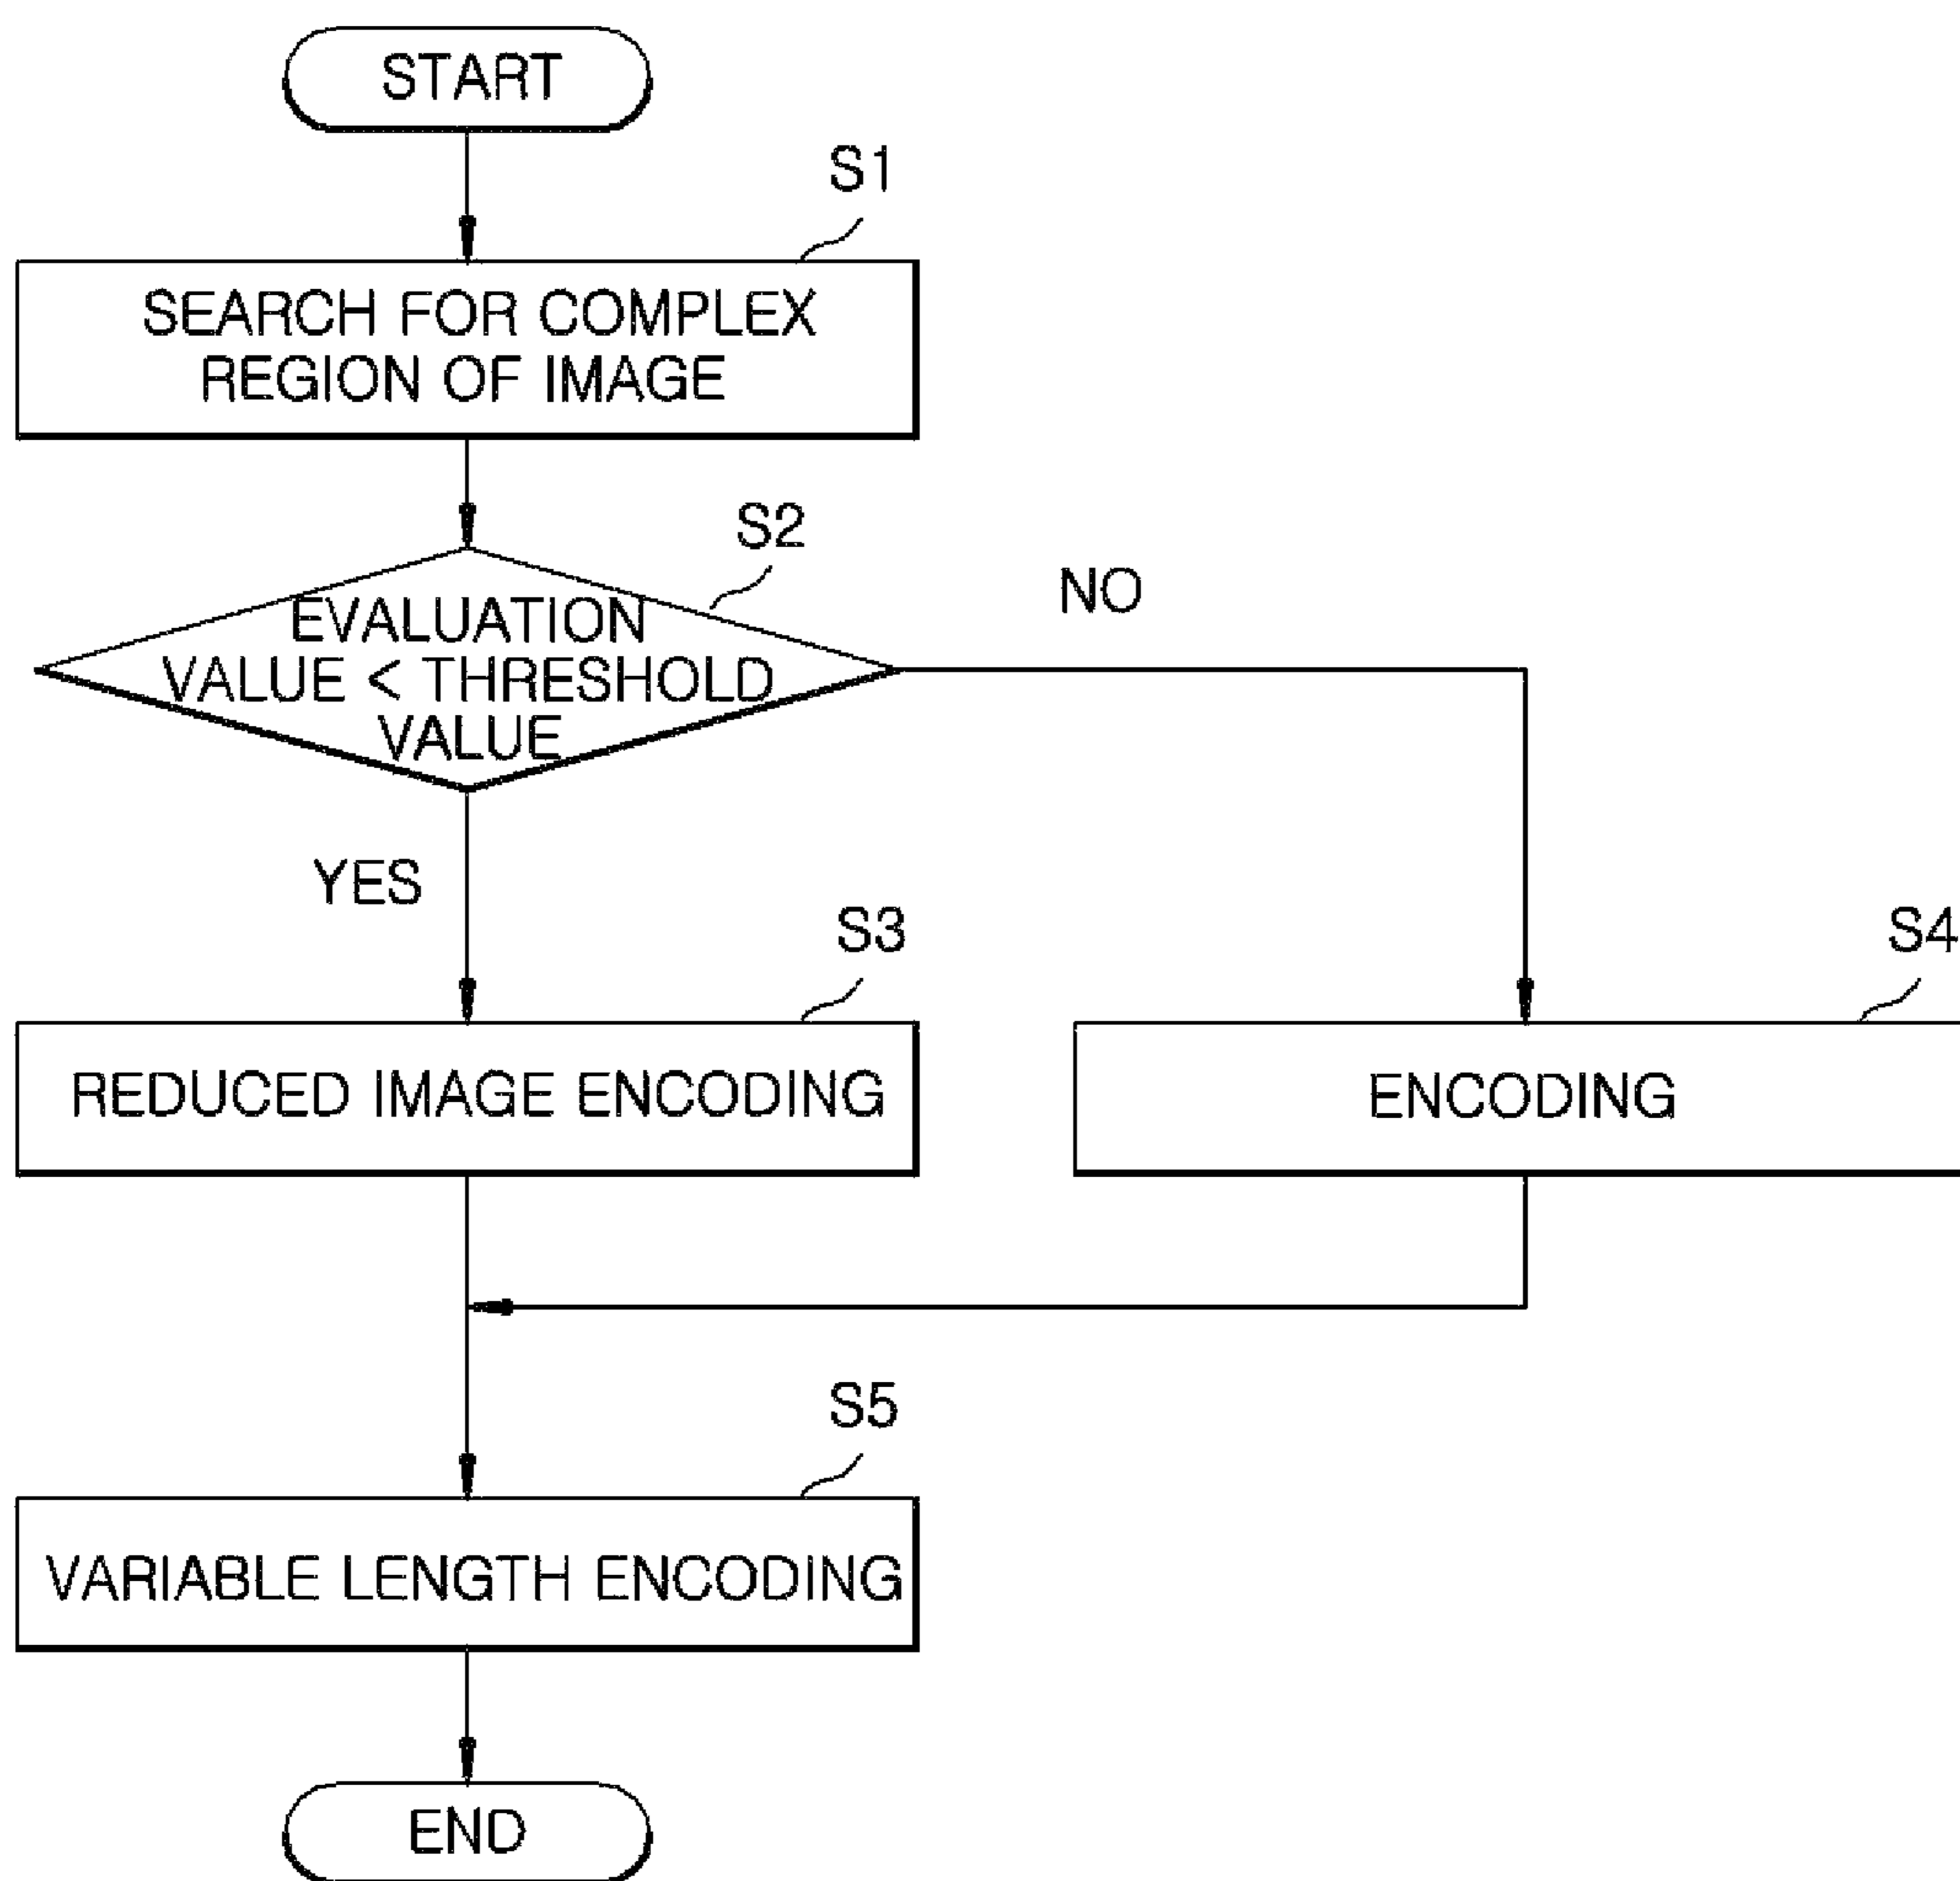 START
S1
SEARCH FOR COMPLEX
REGION OF IMAGE
S2
NO
EVALUATION
VALUE < THRESHOLD
VALUE
YES
S3
S4
REDUCED IMAGE ENCODING
ENCODING
S5
VARIABLE LENGTH ENCODING
END